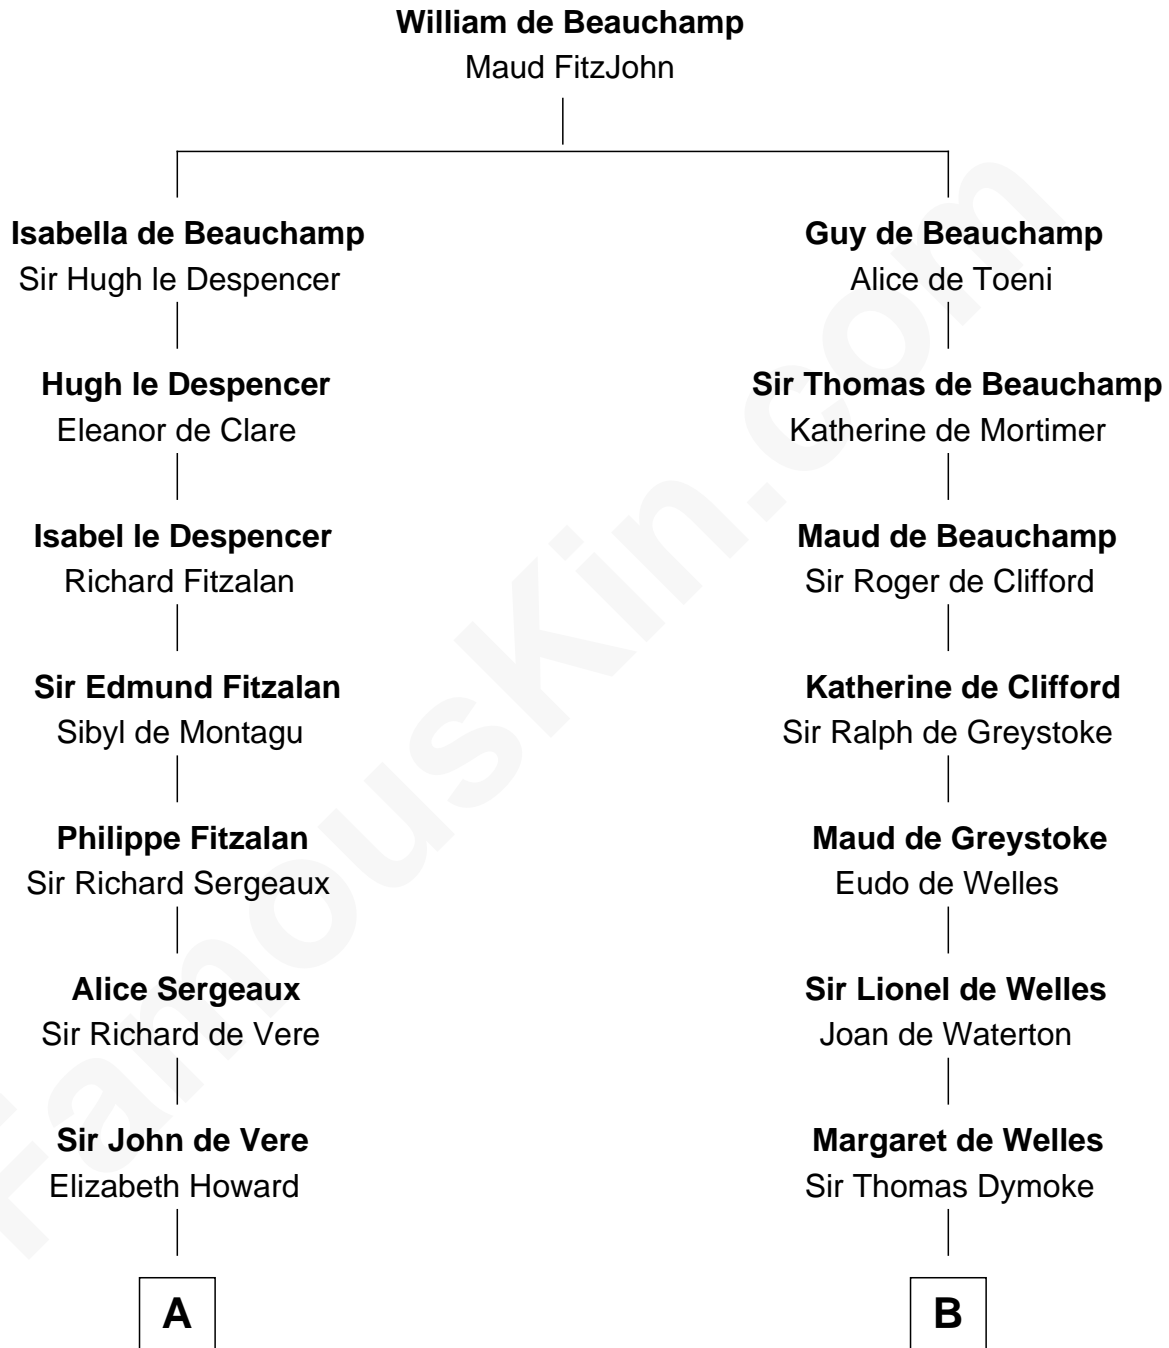 William de Beauchamp
Maud FitzJohn
Isabella de Beauchamp
Sir Hugh le Despencer
Guy de Beauchamp
Alice de Toeni
Hugh le Despencer
Eleanor de Clare
Sir Thomas de Beauchamp
Katherine de Mortimer
Isabel le Despencer
Richard Fitzalan
Maud de Beauchamp
Sir Roger de Clifford
Sir Edmund Fitzalan
Sibyl de Montagu
Katherine de Clifford
Sir Ralph de Greystoke
Philippe Fitzalan
Sir Richard Sergeaux
Maud de Greystoke
Eudo de Welles
Alice Sergeaux
Sir Richard de Vere
Sir Lionel de Welles
Joan de Waterton
Sir John de Vere
Elizabeth Howard
Margaret de Welles
Sir Thomas Dymoke
A
B
FamousKin.com